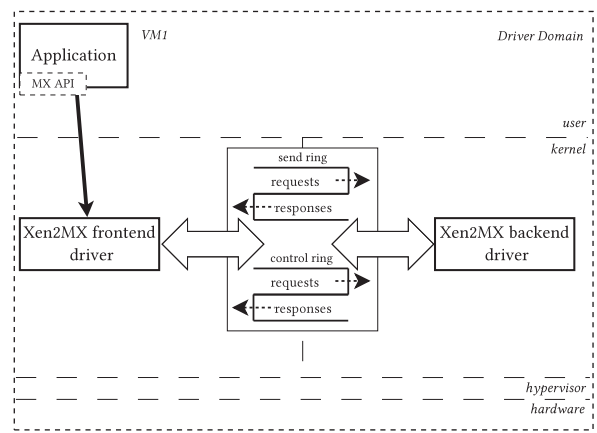 VM1
Driver Domain
Application
MX API
user
kernel
send ring
requests
responses
Xen2MX frontend
driver
Xen2MX backend
driver
control ring
requests
responses
hypervisor
hardware